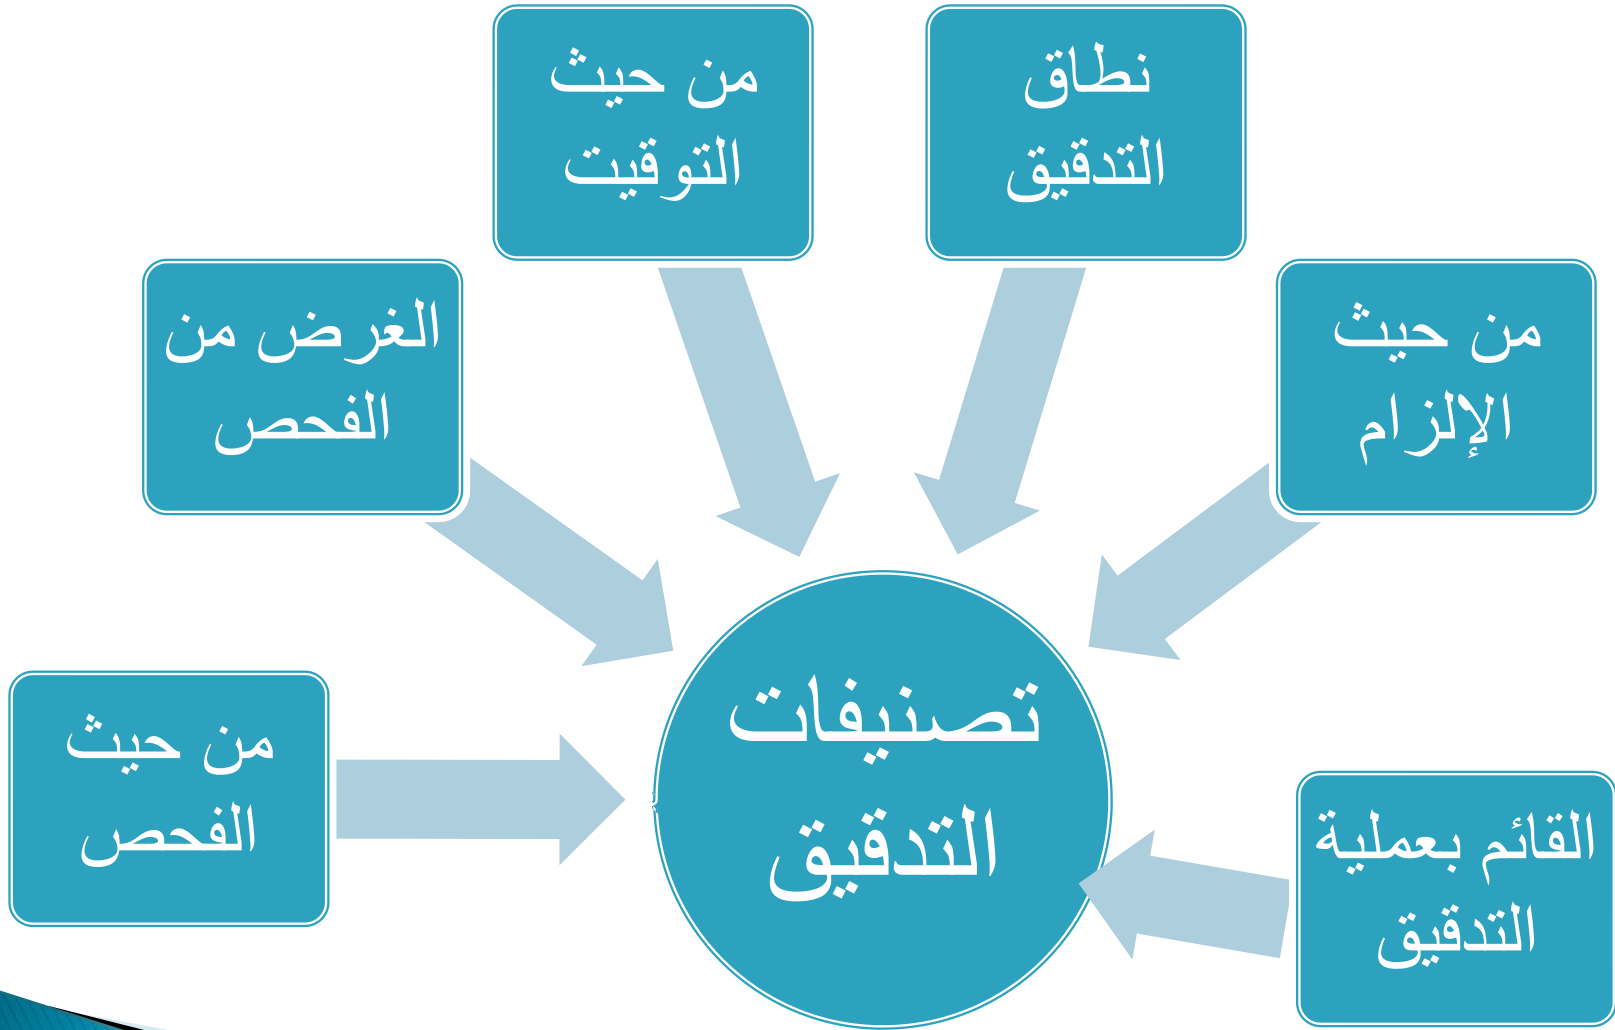 نطاق
التدقيق
من حيث
التوقيت
من حيث
الإلزام
الغرض من
الفحص
من حيث
الفحص
القائم بعملية
التدقيق
تصنيفات
التدقيق